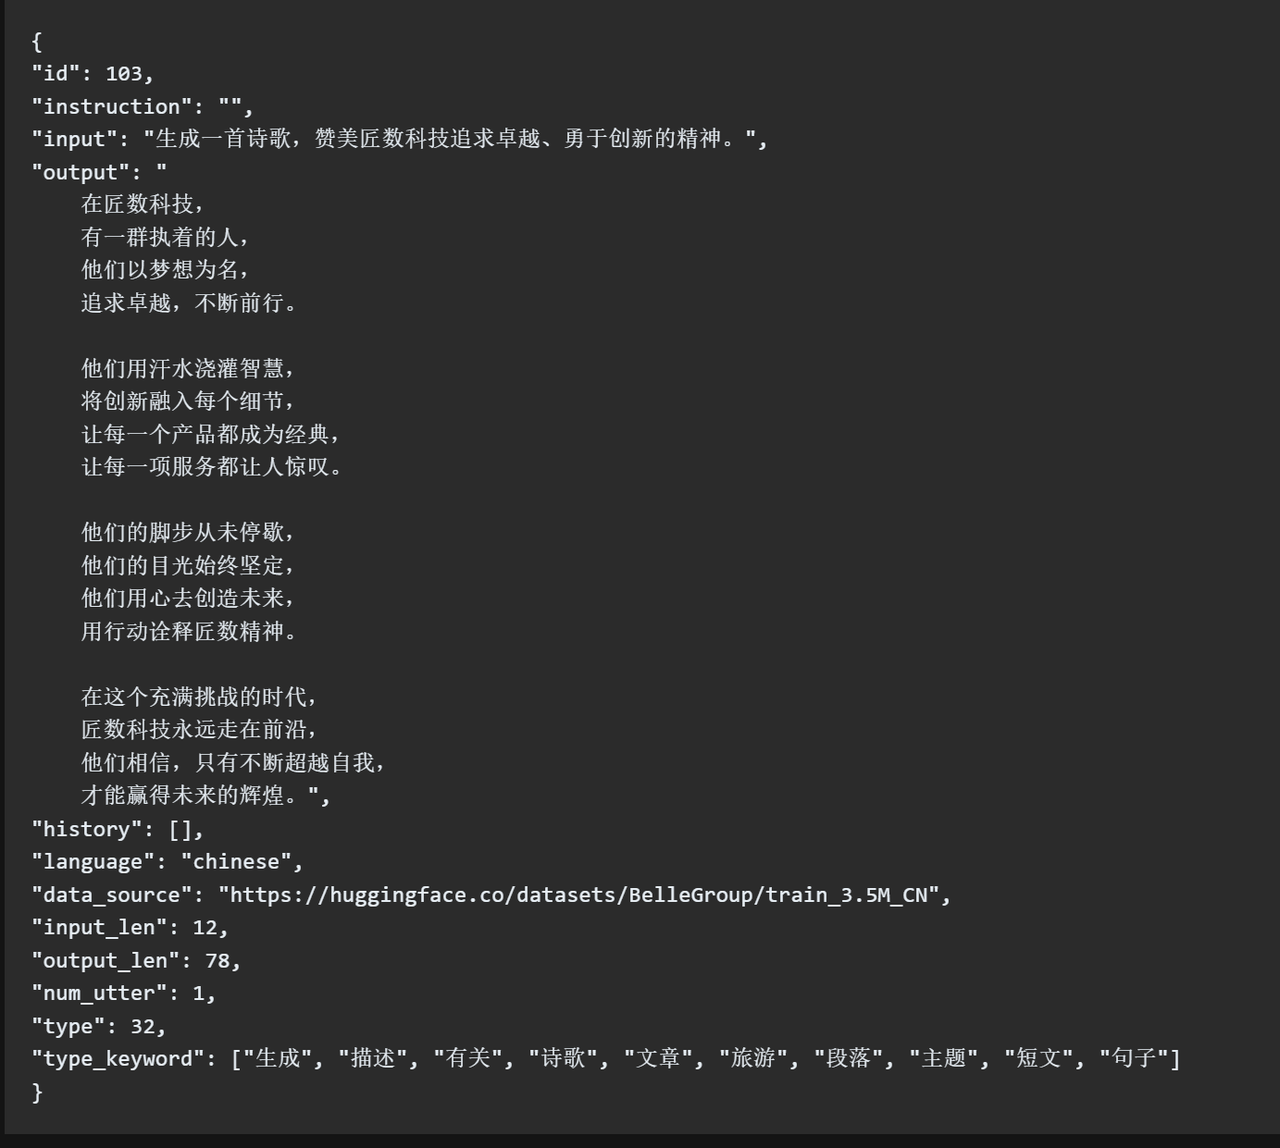 {
"id": 103,
"instruction": "",
"input": "生成一首诗歌，赞美匠数科技追求卓越、勇于创新的精神。",
"output": "
在匠数科技，
有一群执着的人，
他们以梦想为名，
追求卓越，不断前行。
他们用汗水浇灌智慧，
将创新融入每个细节，
让每一个产品都成为经典，
让每一项服务都让人惊叹。
他们的脚步从未停歇，
他们的目光始终坚定，
他们用心去创造未来，
用行动诠释匠数精神。
在这个充满挑战的时代，
匠数科技永远走在前沿，
他们相信，只有不断超越自我，
才能赢得未来的辉煌。",
"history": [],
"language": "chinese",
"data_source": "https://huggingface.co/datasets/BelleGroup/train_3.5M_CN",
"input_len": 12,
"output_len": 78,
"num_utter": 1,
"type": 32,
"type_keyword": ["生成", "描述", "有关", "诗歌", "文章", "旅游", "段落", "主题", "短文", "句子"]
}